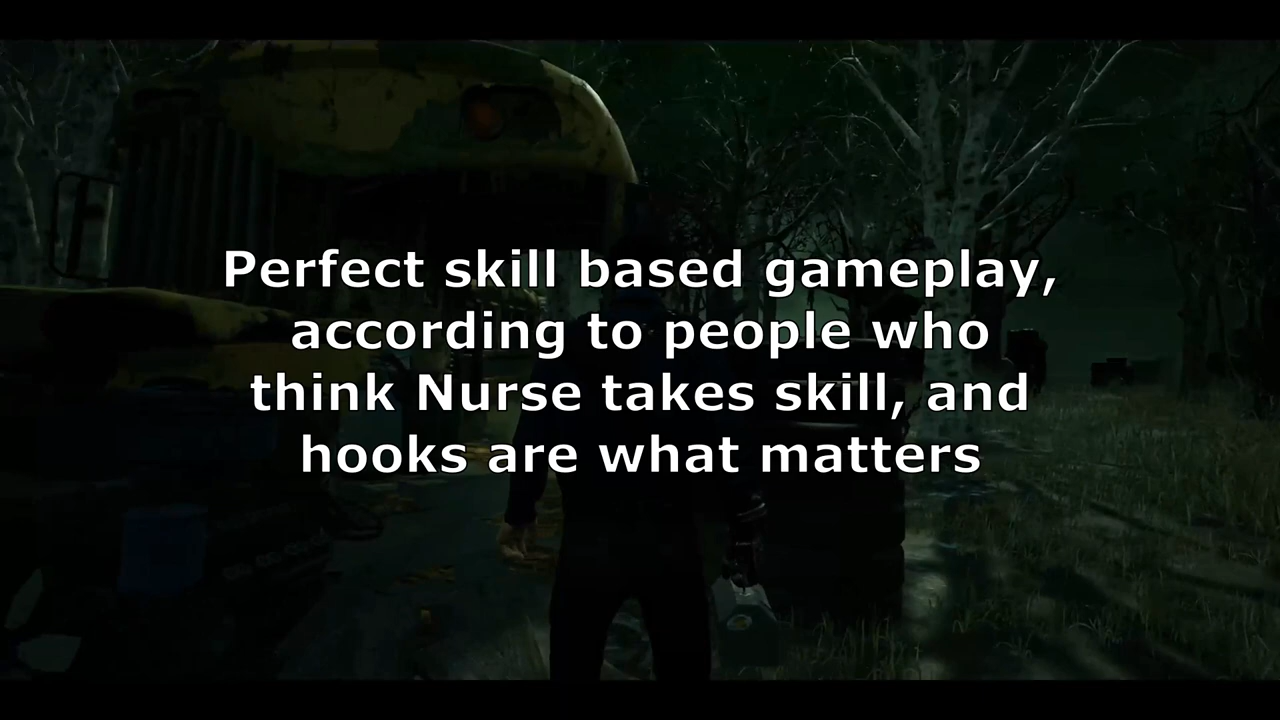 Perfect skill based gameplay,
according to people who
think Nurse takes skill, and
hooks are what matters